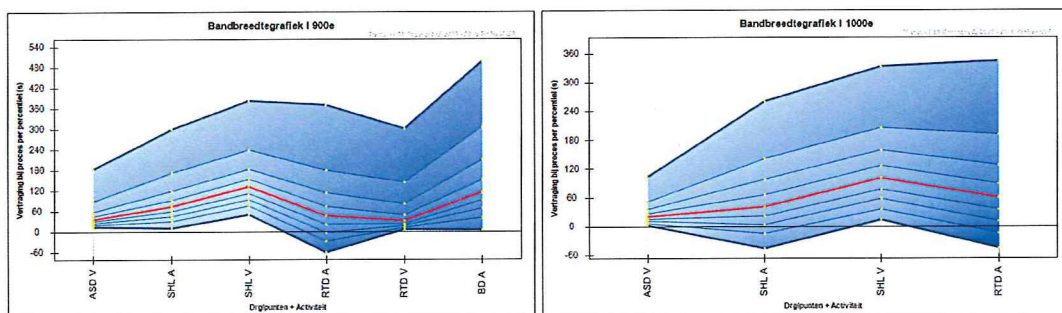 Bandbreedtegrafiek I 900e
Vertraging bij proces per percentiel (s)
540
480
420
360
300
240
180
120
60
0
-60
ASD V
SHL A
SHL V
RTD A
RTD V
BD A
Drglpunten + Activiteit
Bandbreedtegrafiek I 1000e
Vertraging bij proces per percentiel (s)
360
300
240
180
120
60
0
-60
ASD V
SHL A
SHL V
RTD A
Drglpunten + Activiteit